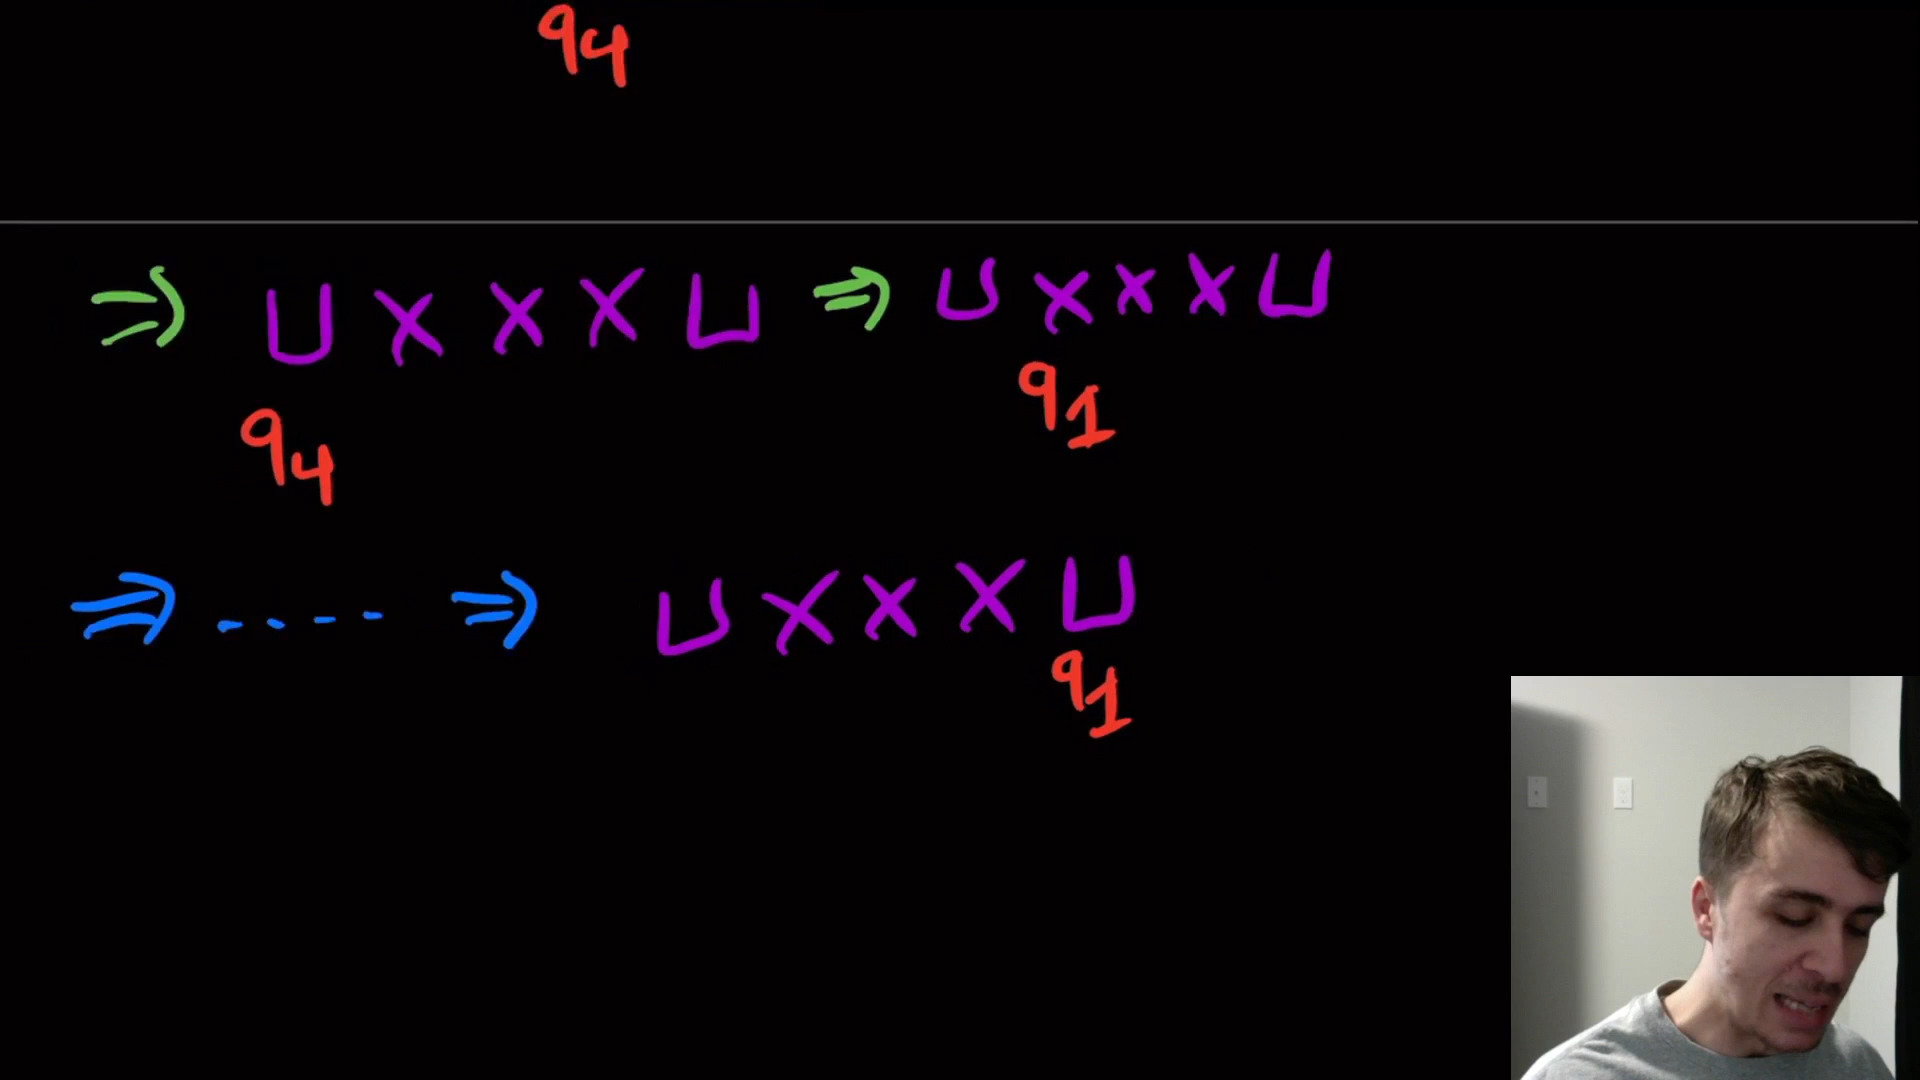 q4
⇒ ⊔ x x x ⊔ ⇒ ⊔ x x x ⊔
q4 q1
⇒ .... ⇒ ⊔ x x x ⊔
q1